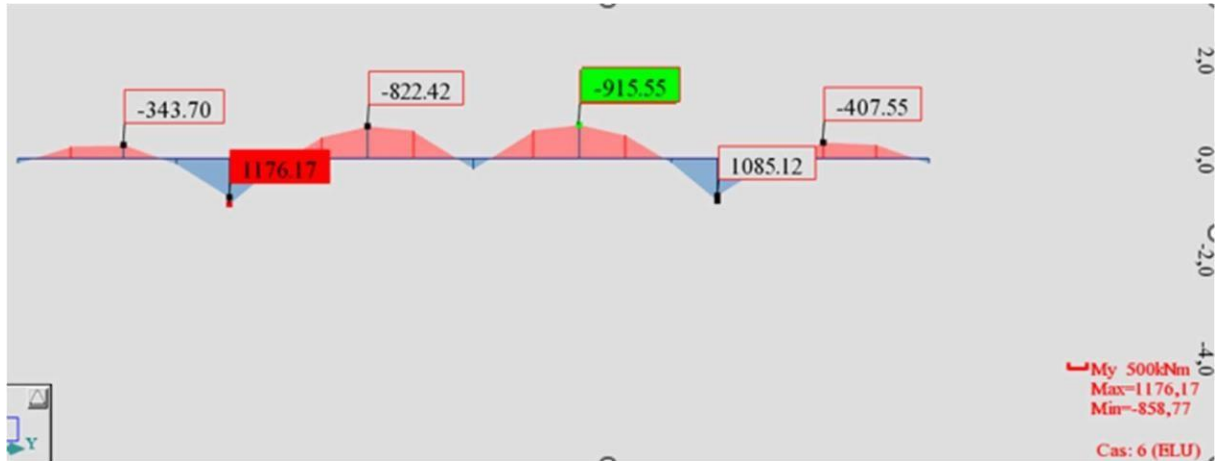 -343.70
-822.42
-915.55
-407.55
1176.17
1085.12
2,0
0,0
-2,0
-4,0
My 500kNm
Max=1176,17
Min=-858,77
Cas: 6 (ELU)
Y